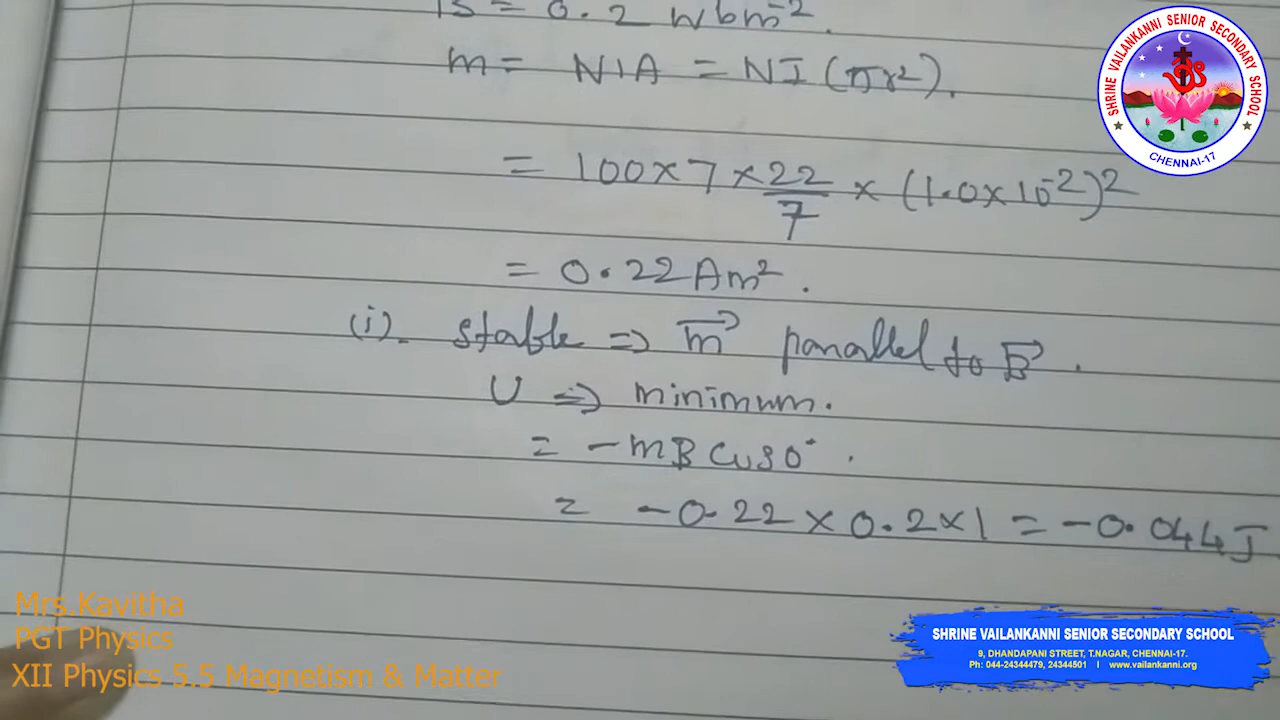 B = 0.2 wbm⁻².
m = NIA = NI (πr²).
= 100 × 7 × 22/7 × (1.0 × 10⁻²)²
= 0.22 Am².
(i). stable ⇒ m⃗ parallel to B⃗.
U ⇒ minimum.
= -mB cos 0°.
= -0.22 × 0.2 × 1 = -0.044 J
SHRINE VAILANKANNI SENIOR SECONDARY SCHOOL
CHENNAI-17
Mrs.Kavitha
PGT Physics
XII Physics 5.5 Magnetism & Matter
SHRINE VAILANKANNI SENIOR SECONDARY SCHOOL
9, DHANDAPANI STREET, T.NAGAR, CHENNAI-17.
Ph: 044-24344479, 24344501 | www.vailankanni.org